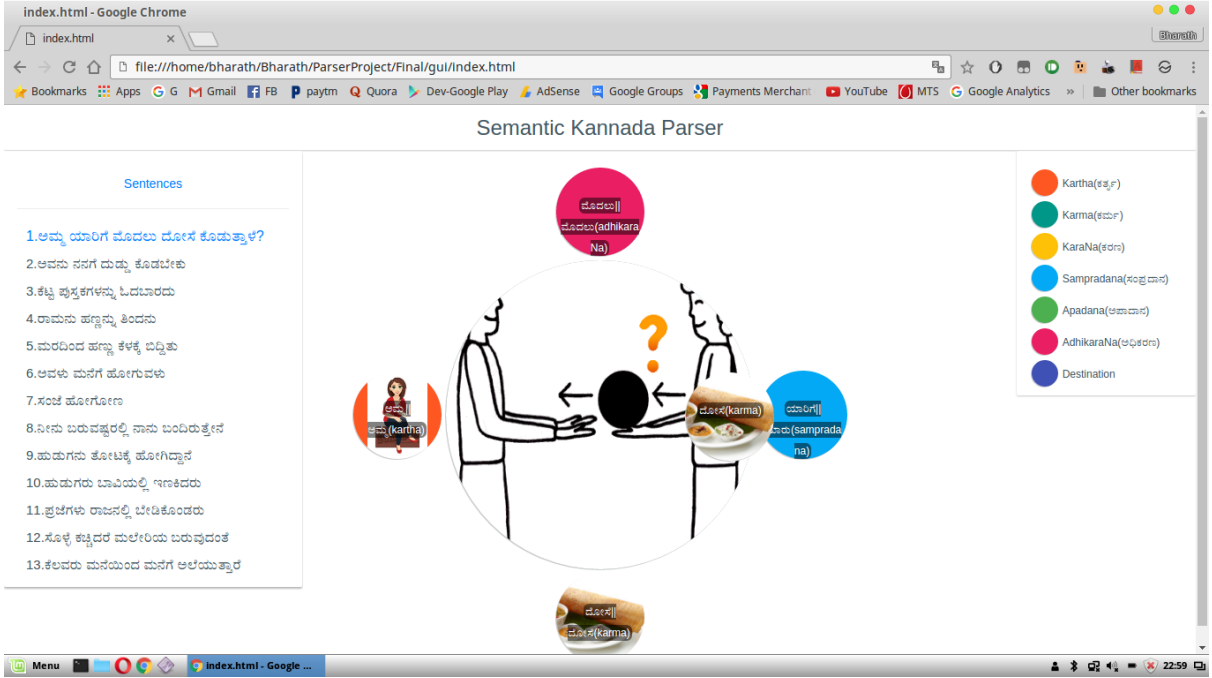 index.html - Google Chrome
index.html
Bharath
file:///home/bharath/Bharath/ParserProject/Final/gui/index.html
Bookmarks Apps G Gmail FB paytm Quora Dev-Google Play AdSense Google Groups Payments Merchant YouTube MTS Google Analytics » Other bookmarks
Semantic Kannada Parser
Sentences
1.ಅಮ್ಮ ಯಾರಿಗೆ ಮೊದಲು ದೋಸೆ ಕೊಡುತ್ತಾಳೆ?
2.ಅವನು ನನಗೆ ದುಡ್ಡು ಕೊಡಬೇಕು
3.ಕೆಟ್ಟ ಪುಸ್ತಕಗಳನ್ನು ಓದಬಾರದು
4.ರಾಮನು ಹಣ್ಣನ್ನು ತಿಂದನು
5.ಮರದಿಂದ ಹಣ್ಣು ಕೆಳಕ್ಕೆ ಬಿದ್ದಿತು
6.ಅವಳು ಮನೆಗೆ ಹೋಗುವಳು
7.ಸಂಜೆ ಹೋಗೋಣ
8.ನೀನು ಬರುವಷ್ಟರಲ್ಲಿ ನಾನು ಬಂದಿರುತ್ತೇನೆ
9.ಹುಡುಗನು ತೋಟಕ್ಕೆ ಹೋಗಿದ್ದಾನೆ
10.ಹುಡುಗರು ಬಾವಿಯಲ್ಲಿ ಇಣಕಿದರು
11.ಪ್ರಜೆಗಳು ರಾಜನಲ್ಲಿ ಬೇಡಿಕೊಂಡರು
12.ಸೊಳ್ಳೆ ಕಚ್ಚಿದರೆ ಮಲೇರಿಯ ಬರುವುದಂತೆ
13.ಕೆಲವರು ಮನೆಯಿಂದ ಮನೆಗೆ ಅಲೆಯುತ್ತಾರೆ
ಮೊದಲು||
ಮೊದಲು(adhikara
Na)
?
ಅಮ್ಮ||
ಅಮ್ಮ(kartha)
ದೋಸೆ(karma)
ಯಾರಿಗೆ||
ಯಾರು(samprada
na)
ದೋಸೆ||
ದೋಸೆ(karma)
Kartha(ಕರ್ತೃ)
Karma(ಕರ್ಮ)
KaraNa(ಕರಣ)
Sampradana(ಸಂಪ್ರದಾನ)
Apadana(ಅಪಾದಾನ)
AdhikaraNa(ಅಧಿಕರಣ)
Destination
Menu
index.html - Google ...
22:59